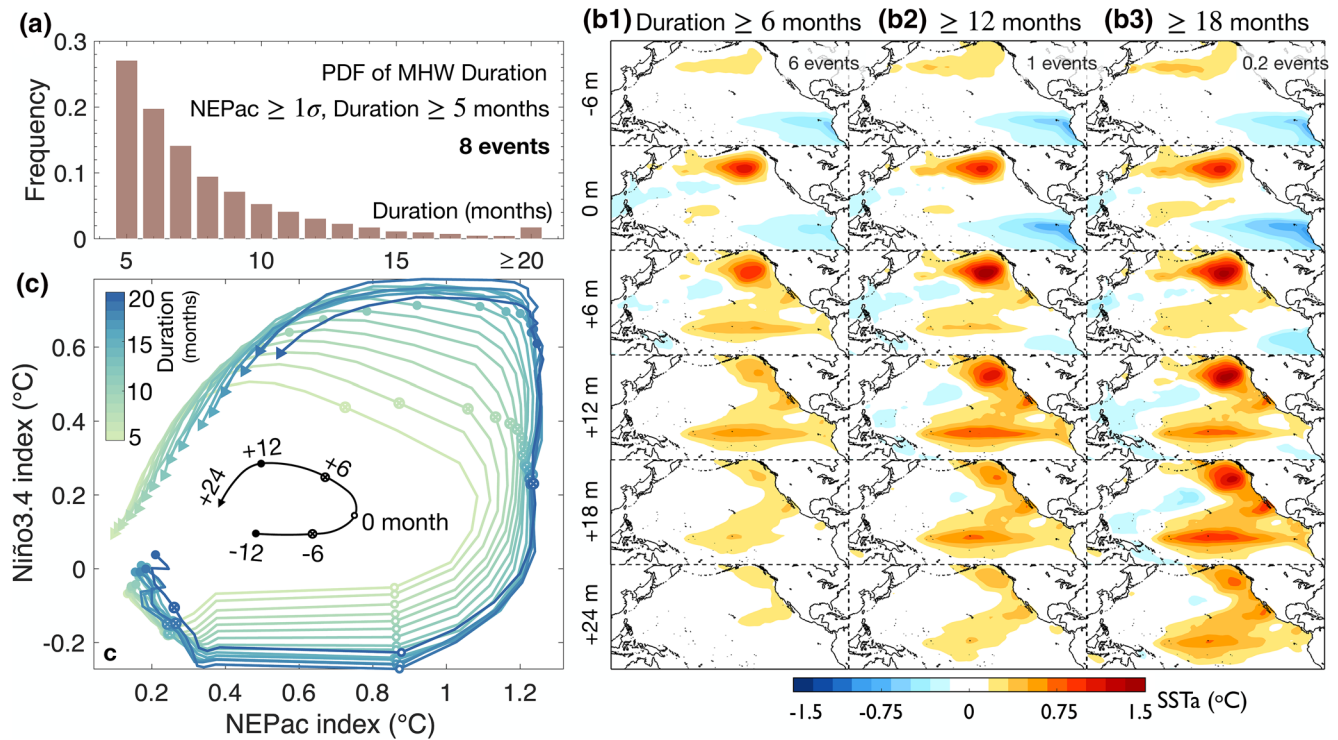 (a)
0.3
0.2
0.1
0
Frequency
PDF of MHW Duration
NEPac ≥ 1σ, Duration ≥ 5 months
8 events
Duration (months)
5
10
15
≥20
(b1) Duration ≥ 6 months
(b2) ≥ 12 months
(b3) ≥ 18 months
6 events
1 events
0.2 events
-6 m
0 m
+6 m
+12 m
+18 m
+24 m
-1.5
-0.75
0
0.75
1.5
SSTa (°C)
(c)
20
15
10
5
Duration
(months)
0.6
0.4
0.2
0
-0.2
Niño3.4 index (°C)
+24
+12
+6
0 month
-12
-6
c
0.2
0.4
0.6
0.8
1
1.2
NEPac index (°C)